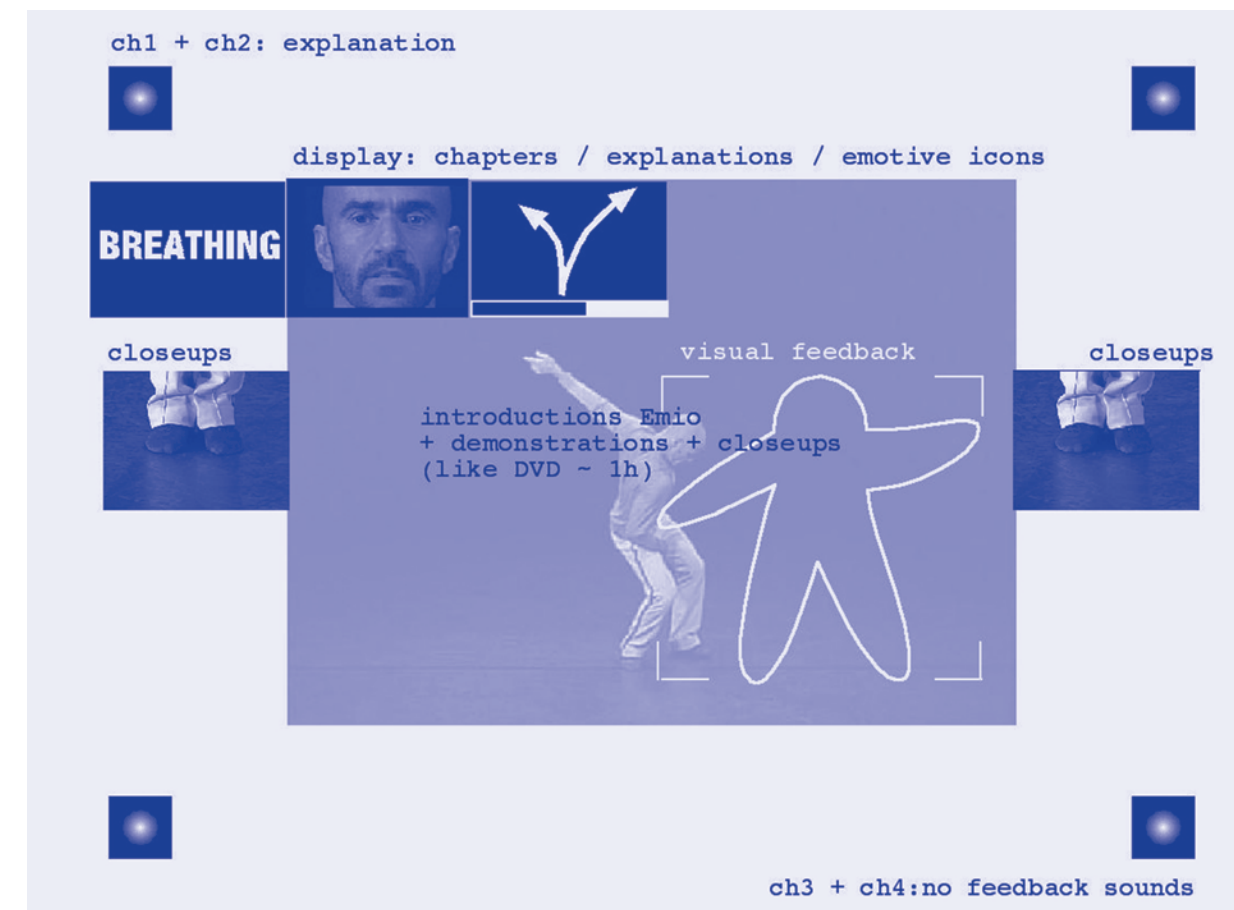 ch1 + ch2: explanation
display: chapters / explanations / emotive icons
BREATHING
closeups
visual feedback
closeups
introductions Emio
+ demonstrations + closeups
(like DVD ~ 1h)
ch3 + ch4:no feedback sounds